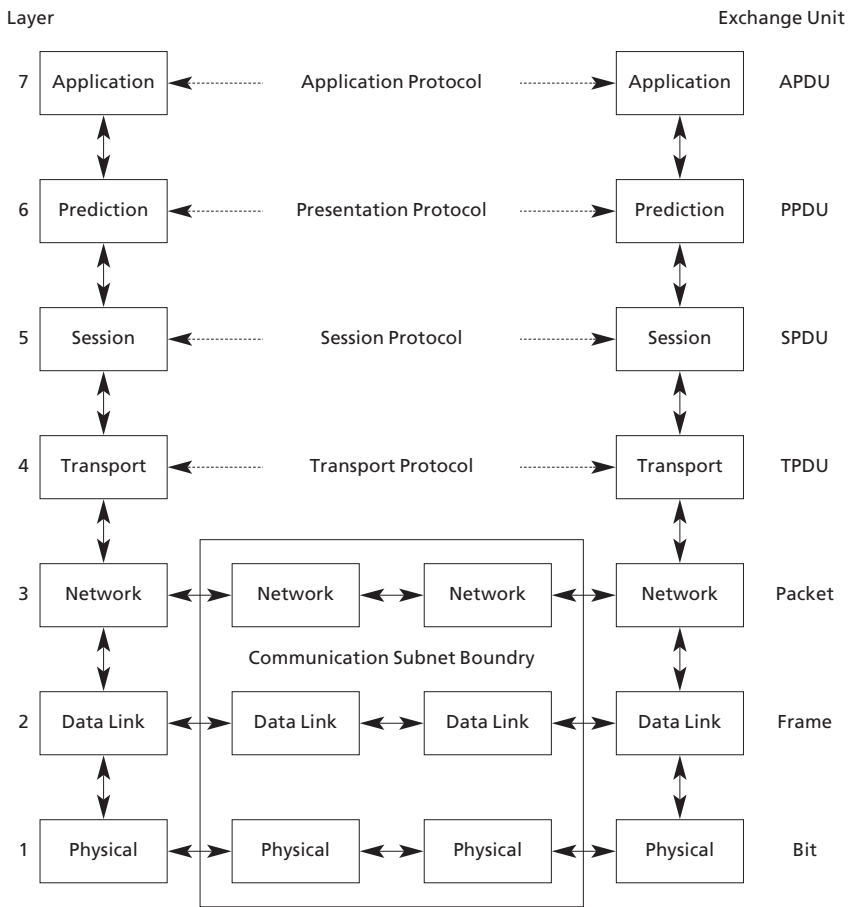 Layer Exchange Unit
7 Application Application Protocol Application APDU
6 Prediction Presentation Protocol Prediction PPDU
5 Session Session Protocol Session SPDU
4 Transport Transport Protocol Transport TPDU
3 Network Network Network Network Packet
Communication Subnet Boundry
2 Data Link Data Link Data Link Data Link Frame
1 Physical Physical Physical Physical Bit